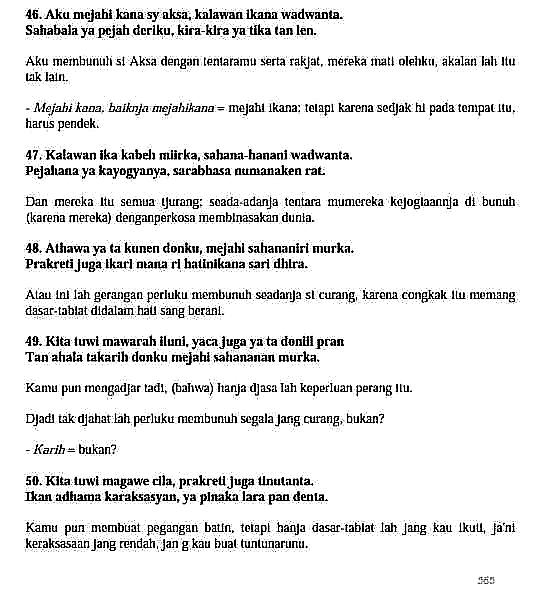 46. Aku mejahi kana sy aksa, kalawan ikana wadwanta.
Sahabala ya pejah deriku, kira-kira ya tika tan len.
Aku membunuh si Aksa dengan tentaramu serta rakjat, mereka mati olehku, akalan lah itu
tak lain.
- Mejahi kana, baiknja mejahikana = mejahi ikana; tetapi karena sedjak hi pada tempat itu,
harus pendek.
47. Kalawan ika kabeh miirka, sahana-hanani wadwanta.
Pejahana ya kayogyanya, sarabhasa numanaken rat.
Dan mereka itu semua tjurang; seada-adanja tentara mumereka kejogiaannja di bunuh
(karena mereka) denganperkosa membinasakan dunia.
48. Athawa ya ta kunen donku, mejahi sahananiri murka.
Prakreti juga ikari mana ri hatinikana sari dhira.
Atau ini lah gerangan perluku membunuh seadanja si curang, karena congkak itu memang
dasar-tabiat didalam hati sang berani.
49. Kita tuwi mawarah iluni, yaca juga ya ta donill pran
Tan ahala takarih donku mejahi sahananan murka.
Kamu pun mengadjar tadi, (bahwa) hanja djasa lah keperluan perang itu.
Djadi tak djahat lah perluku membunuh segala jang curang, bukan?
- Karih = bukan?
50. Kita tuwi magawe cila, prakreti juga tinutanta.
Ikan adhama karaksasyan, ya pinaka lara pan denta.
Kamu pun membuat pegangan batin, tetapi hanja dasar-tabiat lah jang kau ikuti, ja'ni
keraksasaan jang rendah, jan g kau buat tuntunanmu.
565